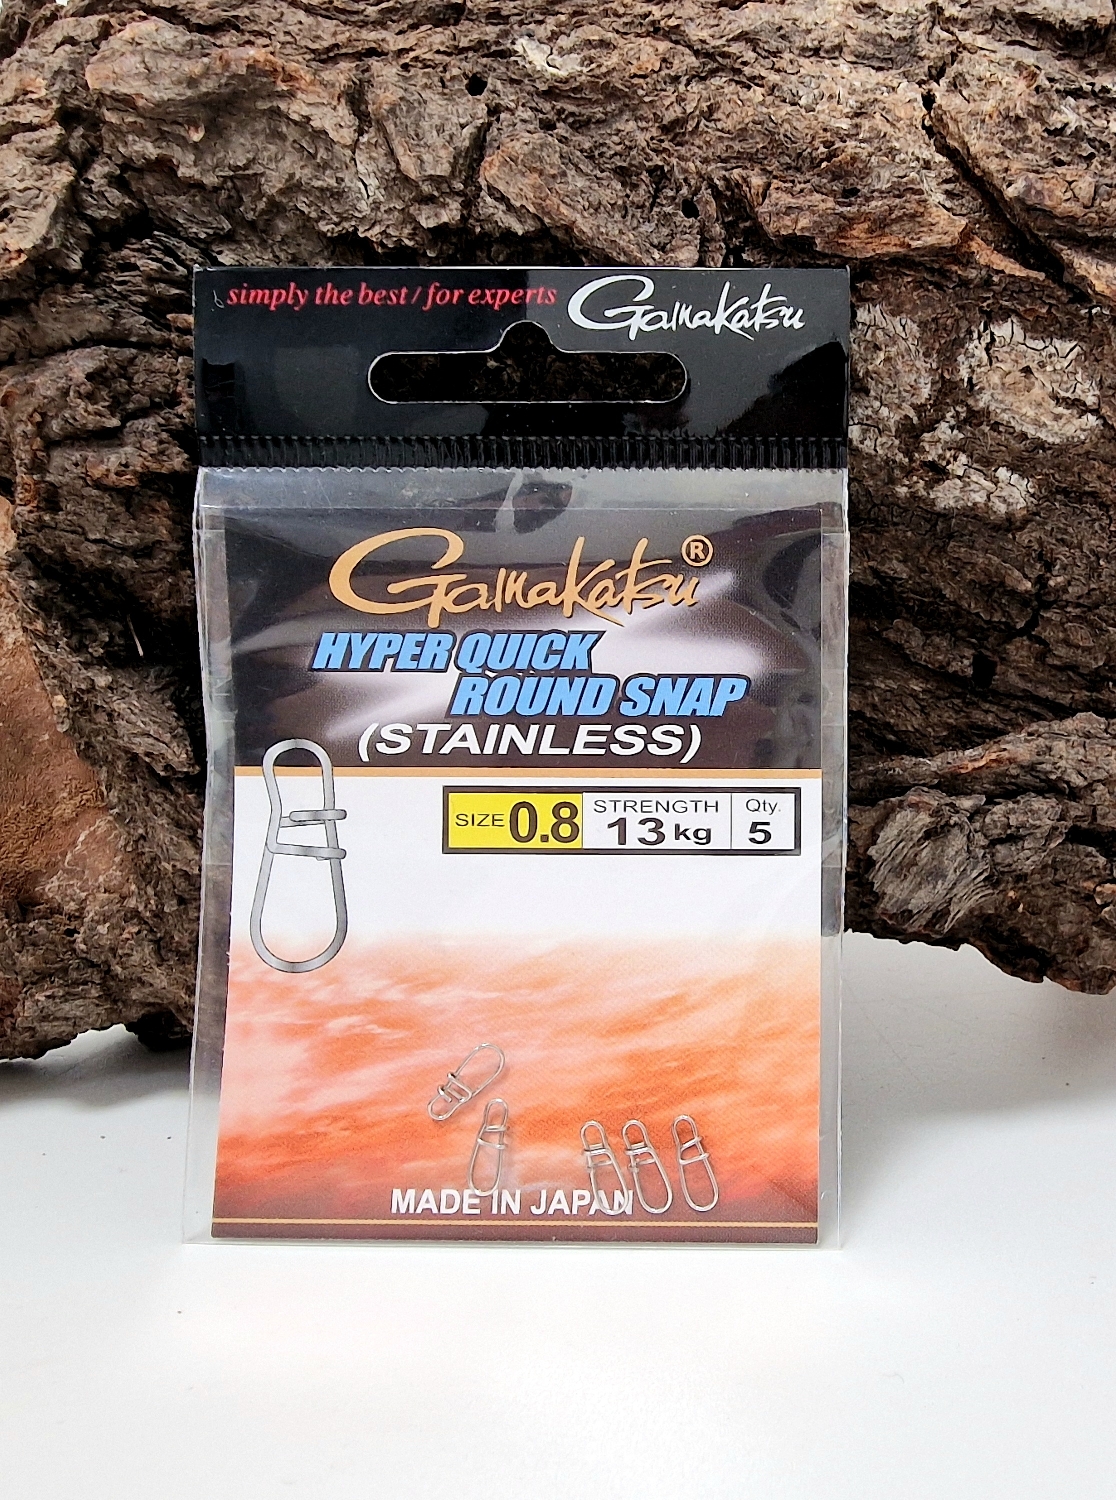 simply the best / for experts Gamakatsu
Gamakatsu®
HYPER QUICK
ROUND SNAP
(STAINLESS)
SIZE 0.8 STRENGTH 13 kg Qty. 5
MADE IN JAPAN